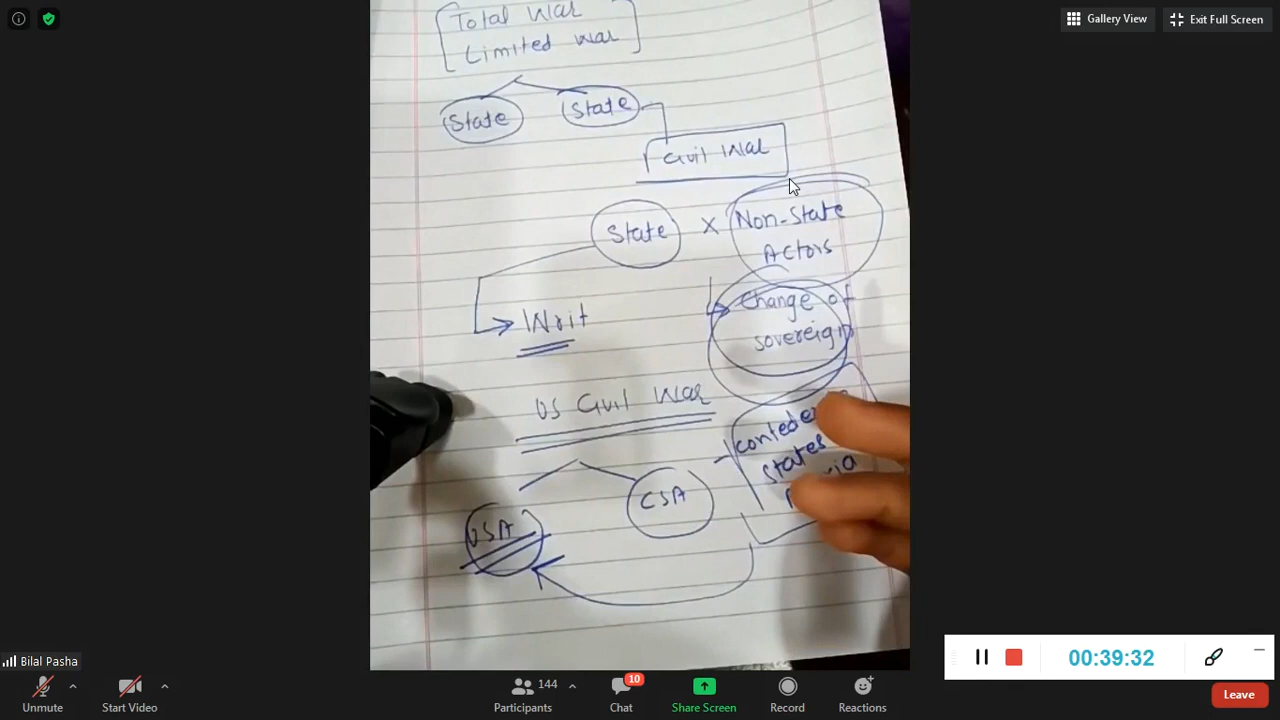 Gallery View
Exit Full Screen
Total War
Limited War
State
State
Civil War
State X Non-State
Actors
Writ
Change of
sovereign
US Civil War
States
USA
CSA
Bilal Pasha
00:39:32
Unmute
Start Video
144
Participants
10
Chat
Share Screen
Record
Reactions
Leave